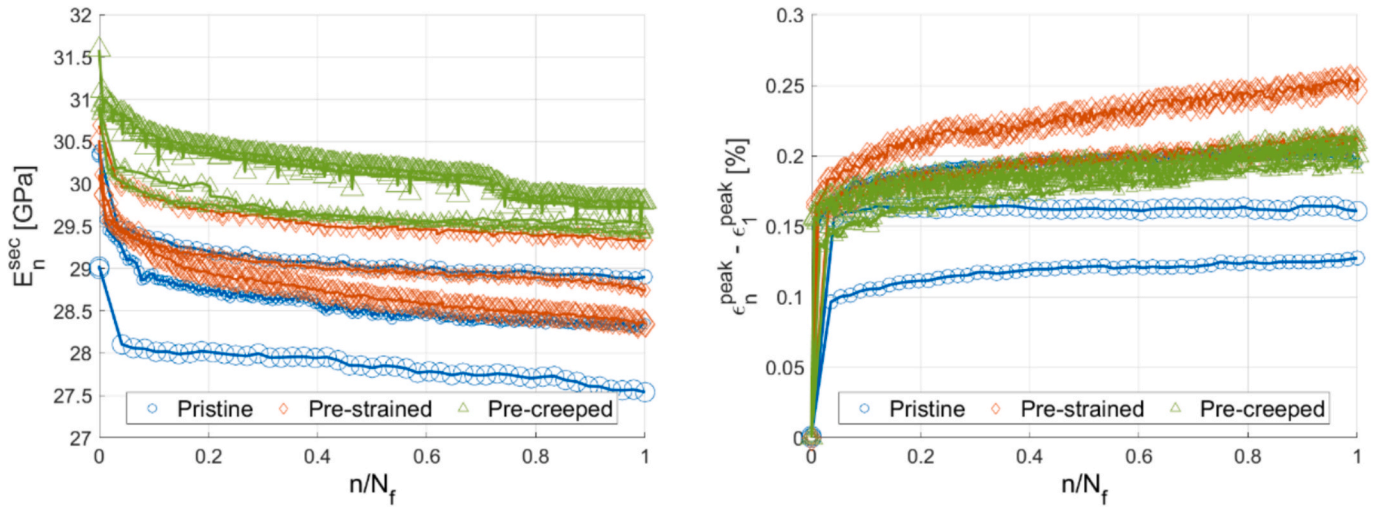 32
31.5
31
30.5
30
29.5
29
28.5
28
27.5
27
E_n^sec [GPa]
Pristine Pre-strained Pre-creeped
0 0.2 0.4 0.6 0.8 1
n/N_f
0.3
0.25
0.2
0.15
0.1
0.05
0
ϵ_n^peak - ϵ_1^peak [%]
Pristine Pre-strained Pre-creeped
0 0.2 0.4 0.6 0.8 1
n/N_f